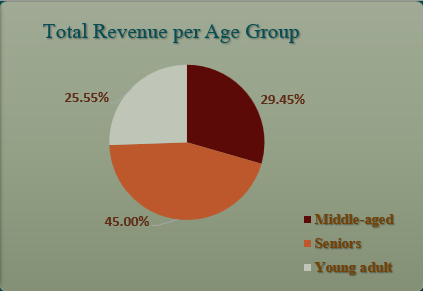 Total Revenue per Age Group
25.55%
29.45%
45.00%
Middle-aged
Seniors
Young adult